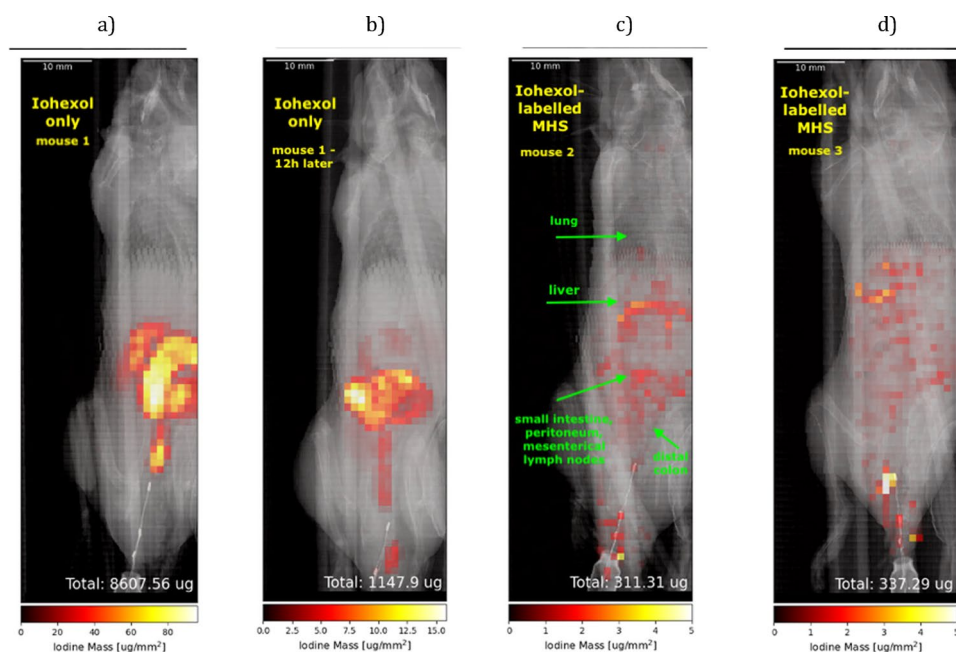 a)
10 mm
Iohexol
only
mouse 1
Total: 8607.56 ug
0 20 40 60 80
Iodine Mass [ug/mm²]
b)
10 mm
Iohexol
only
mouse 1 -
12h later
Total: 1147.9 ug
0.0 2.5 5.0 7.5 10.0 12.5 15.0
Iodine Mass [ug/mm²]
c)
10 mm
Iohexol-
labelled
MHS
mouse 2
lung
liver
small intestine,
peritoneum,
mesenterical
lymph nodes
distal
colon
Total: 311.31 ug
0 1 2 3 4 5
Iodine Mass [ug/mm²]
d)
10 mm
Iohexol-
labelled
MHS
mouse 3
Total: 337.29 ug
0 1 2 3 4 5
Iodine Mass [ug/mm²]